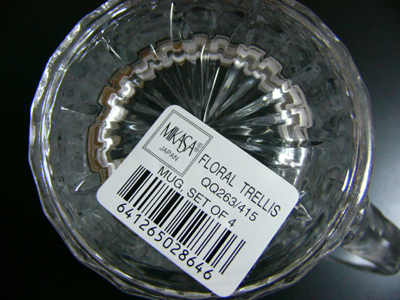 MIKASA®
JAPAN
FLORAL TRELLIS
QQ263/415
MUG, SET OF 4
641265028646